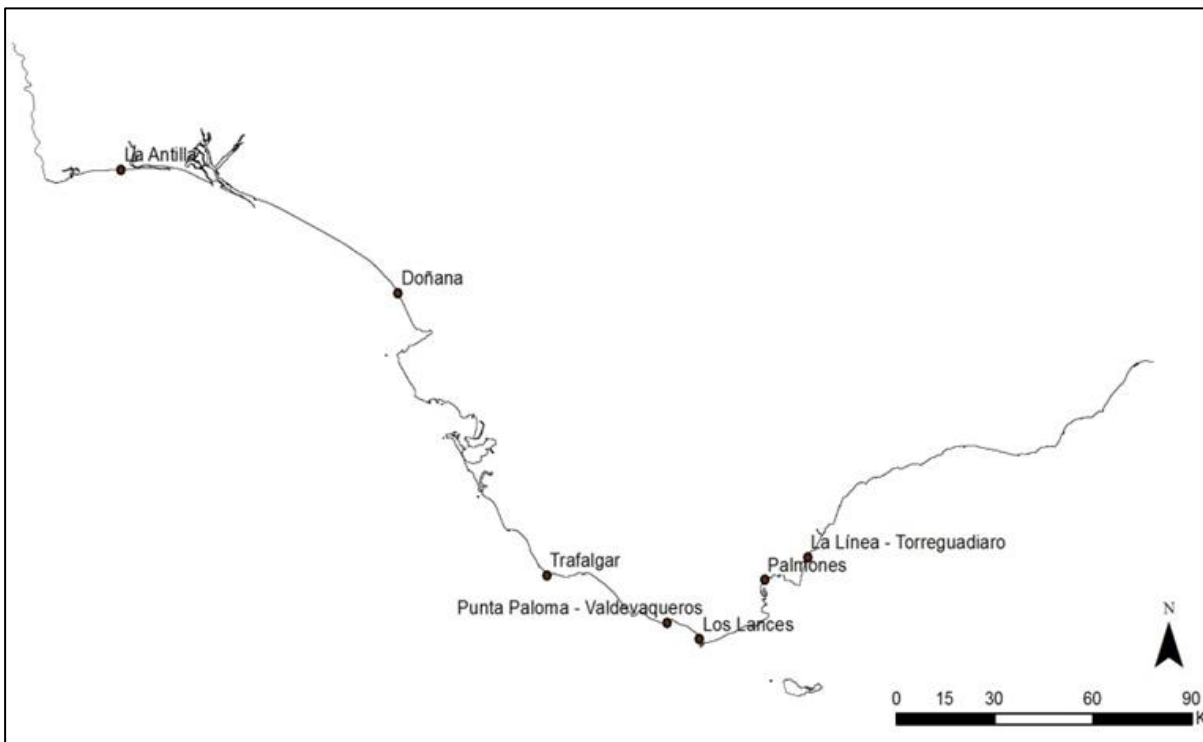 La Antilla
Doñana
Trafalgar
La Línea - Torreguadiaro
Palmones
Punta Paloma - Valdevaqueros
Los Lances
N
0 15 30 60 90
K